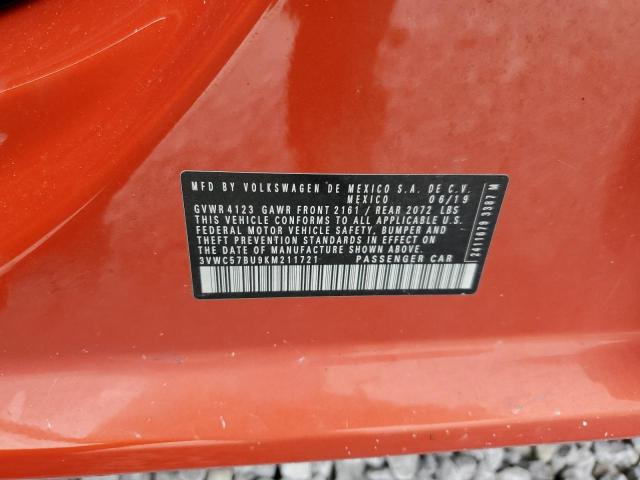 MFD BY VOLKSWAGEN DE MEXICO S.A. DE C.V.
MEXICO 06/19
GVWR 4123 GAWR FRONT 2161 / REAR 2072 LBS
THIS VEHICLE CONFORMS TO ALL APPLICABLE U.S.
FEDERAL MOTOR VEHICLE SAFETY, BUMPER AND
THEFT PREVENTION STANDARDS IN EFFECT ON
THE DATE OF MANUFACTURE SHOWN ABOVE.
3VWC57BU9KM211721 PASSENGER CAR
24111079 3387 M